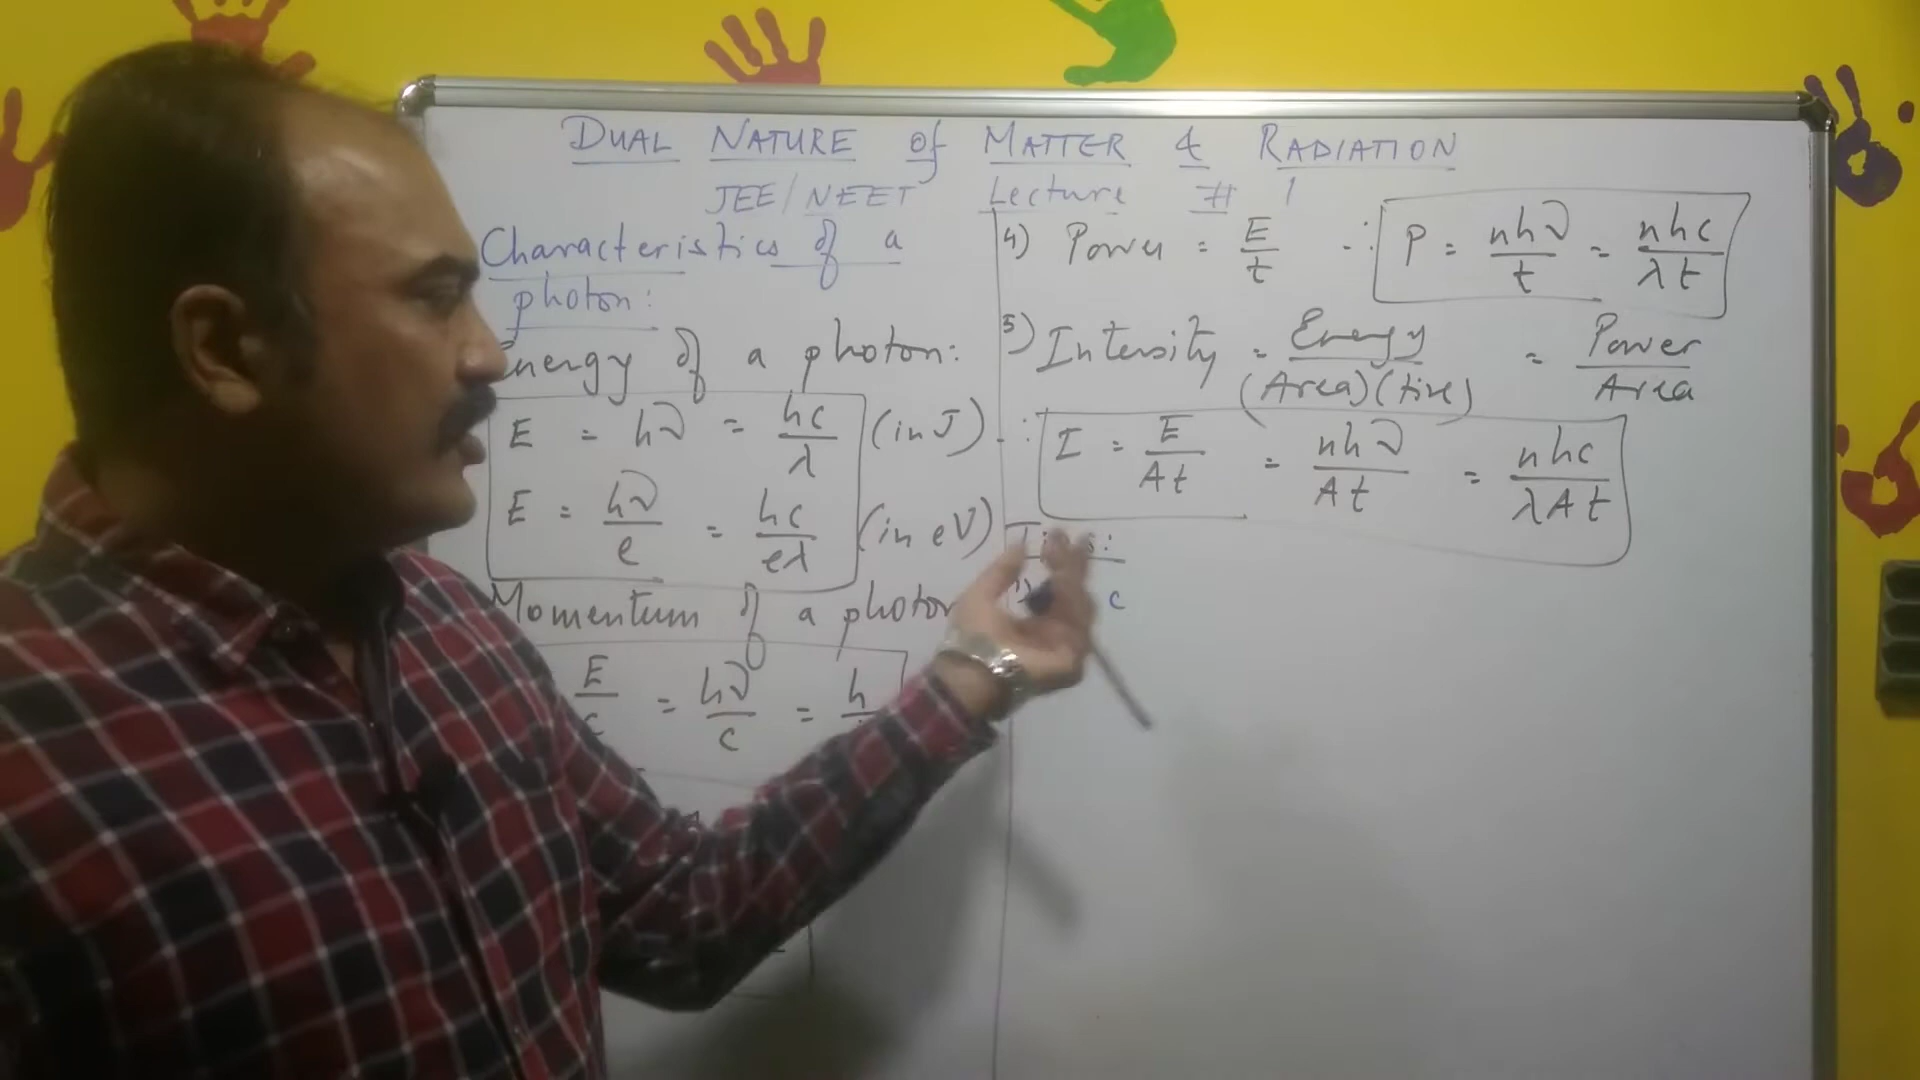 DUAL NATURE of MATTER & RADIATION
JEE/NEET Lecture # 1
Characteristics of a
photon:
Energy of a photon:
E = hν = hc/λ (in J)
E = hν/e = hc/eλ (in eV)
Momentum of a photon
E/c = hν/c = h
4) Power = E/t ∴ P = nhν/t = nhc/λt
5) Intensity = Energy/(Area)(time) = Power/Area
∴ I = E/At = nhν/At = nhc/λAt
c